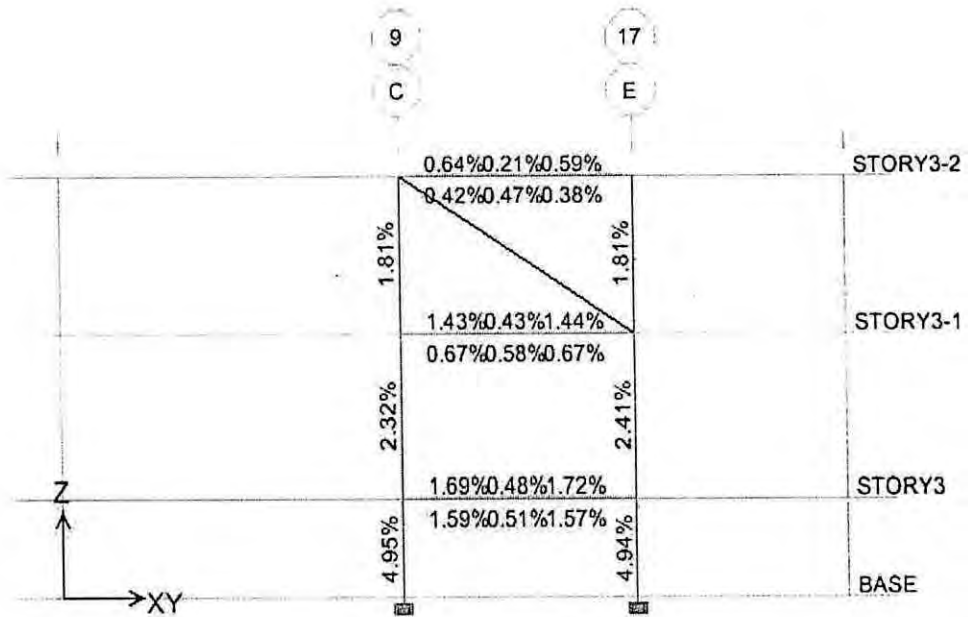 9 17
C E
0.64%0.21%0.59% STORY3-2
0.42%0.47%0.38%
1.81% 1.81%
1.43%0.43%1.44% STORY3-1
0.67%0.58%0.67%
2.32% 2.41%
Z 1.69%0.48%1.72% STORY3
1.59%0.51%1.57%
4.95% 4.94%
XY BASE